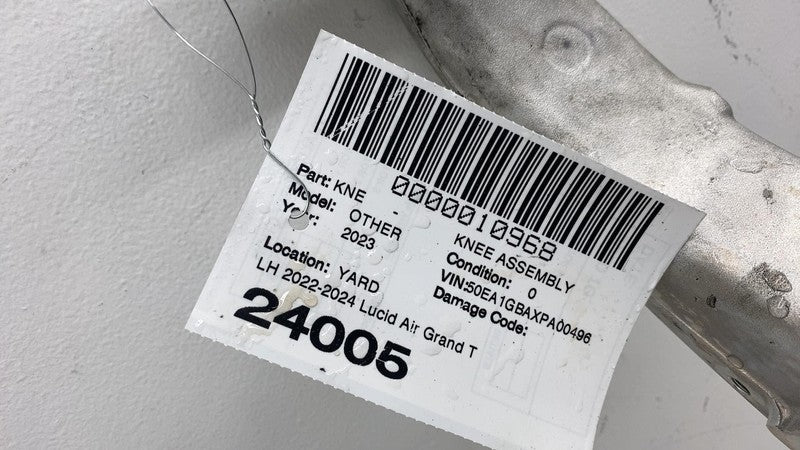 0000010968
Part: KNE - KNEE ASSEMBLY
Model: OTHER Condition: 0
Year: 2023 VIN:50EA1GBAXPA00496
Damage Code:
Location: YARD
LH 2022-2024 Lucid Air Grand T
24005